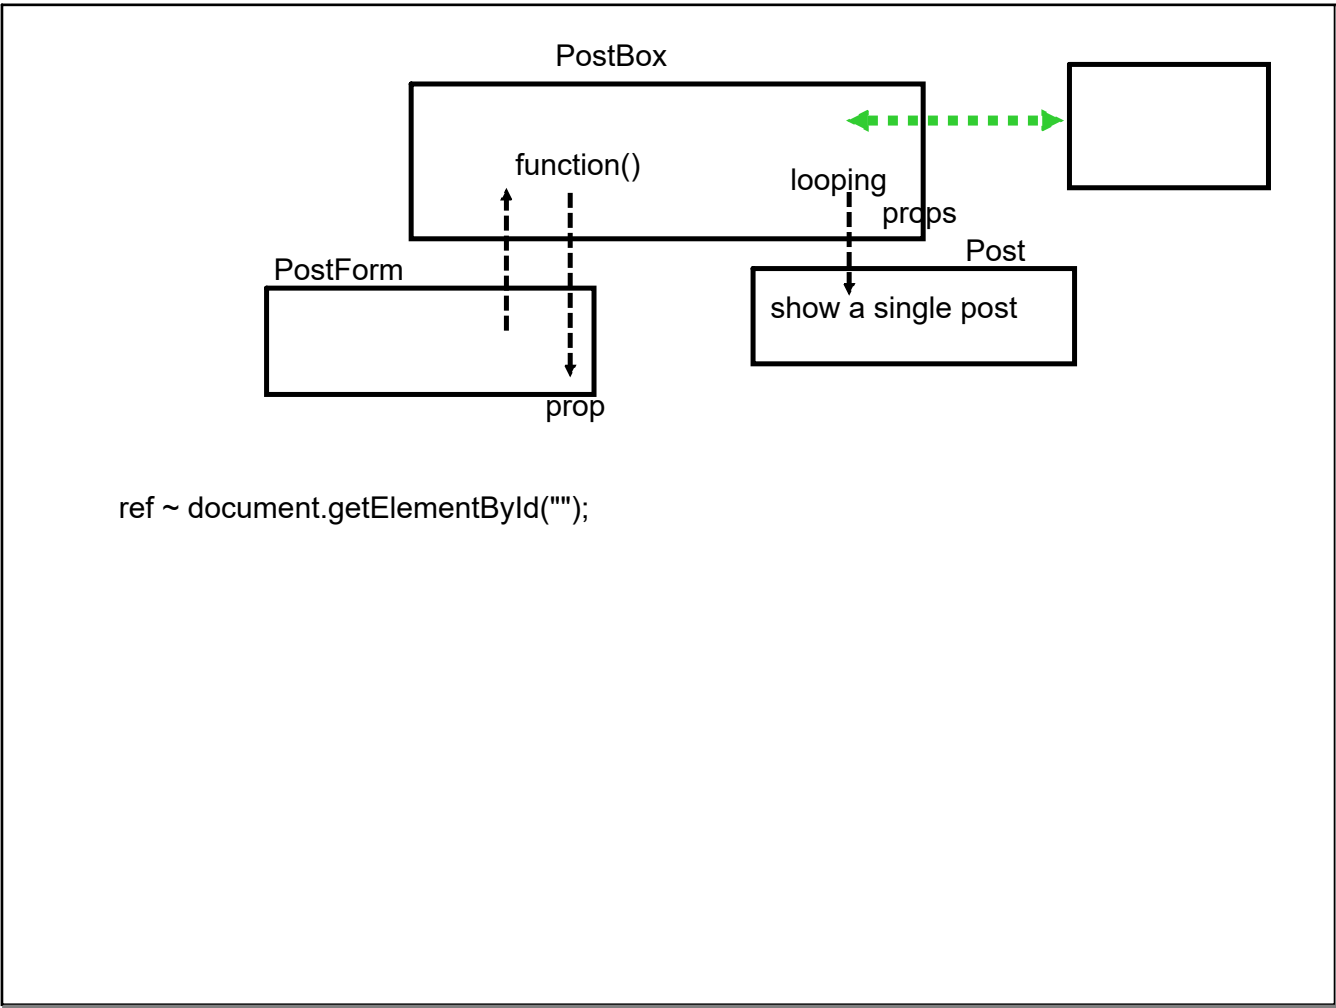 PostBox
function()
looping
props
Post
PostForm
show a single post
prop
ref ~ document.getElementById("");